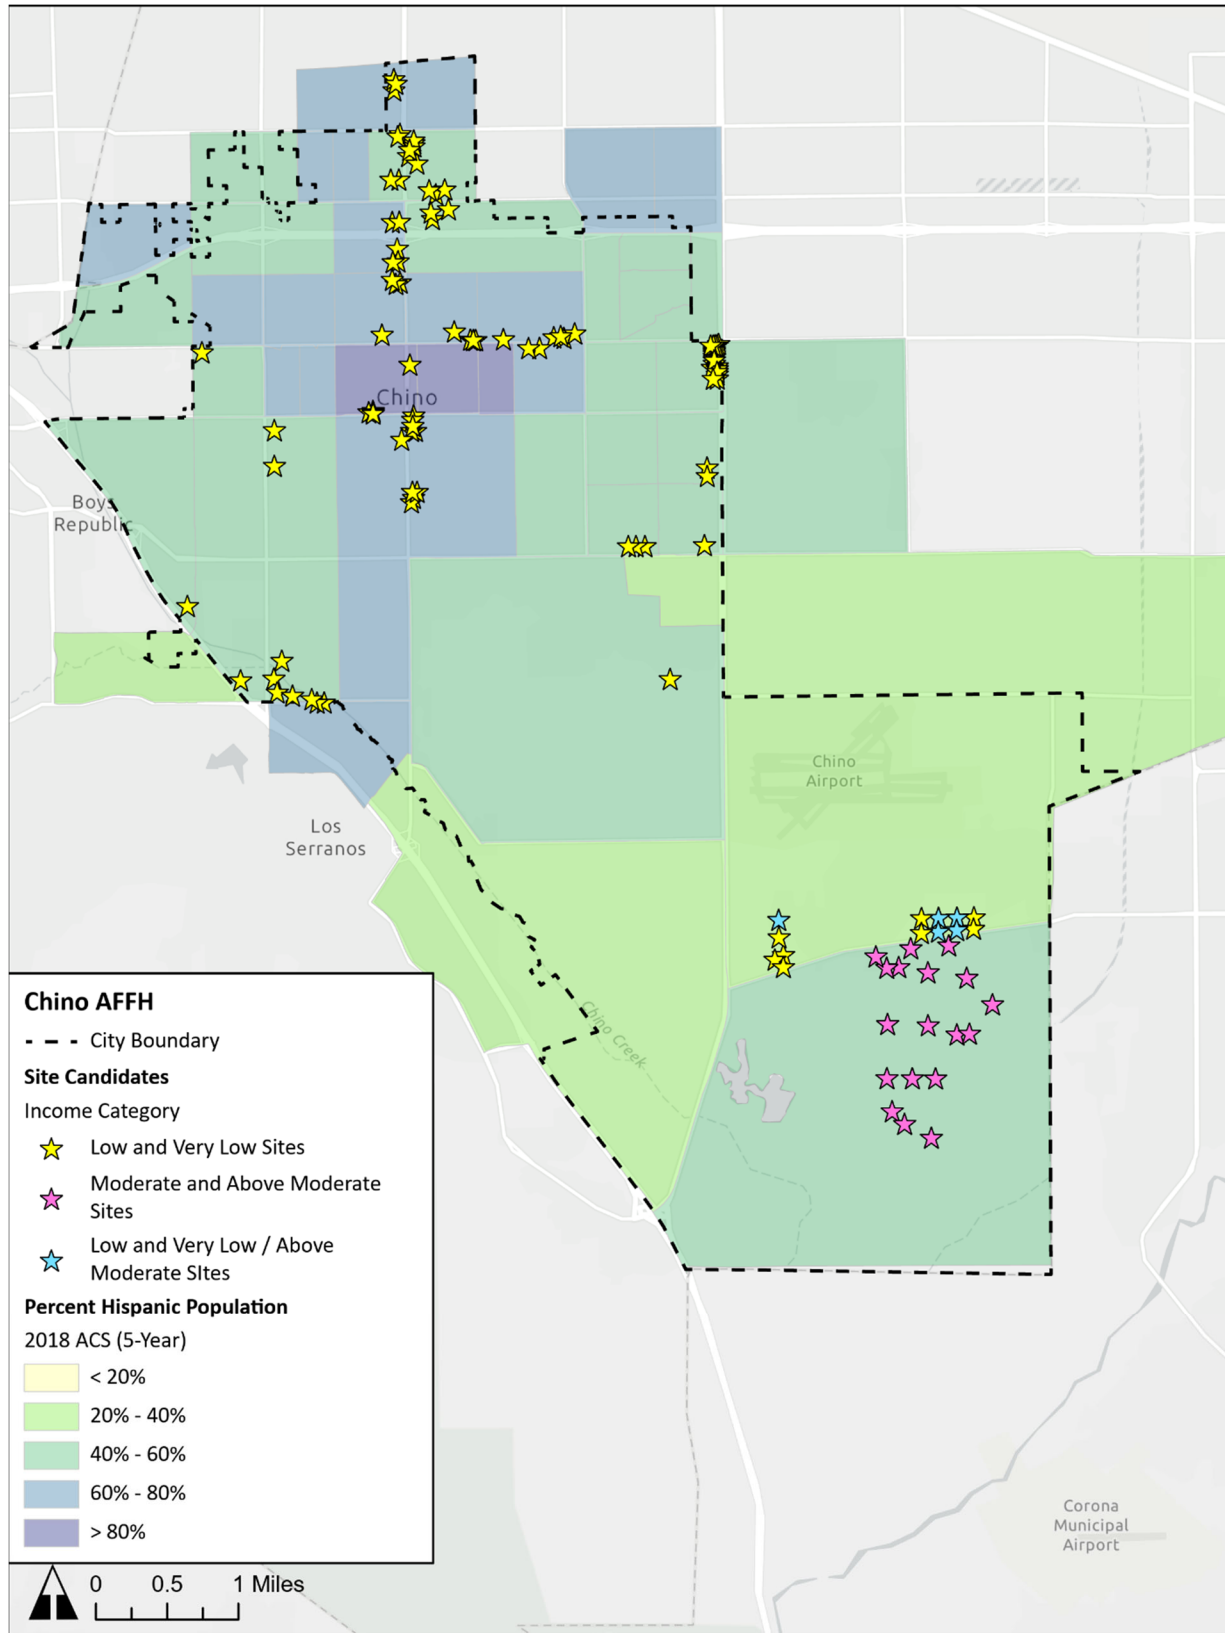 Chino
Boys
Republic
Chino
Airport
Los
Serranos
Chino Creek
Chino AFFH
City Boundary
Site Candidates
Income Category
Low and Very Low Sites
Moderate and Above Moderate
Sites
Low and Very Low / Above
Moderate SItes
Percent Hispanic Population
2018 ACS (5-Year)
< 20%
20% - 40%
40% - 60%
60% - 80%
> 80%
0 0.5 1 Miles
Corona
Municipal
Airport